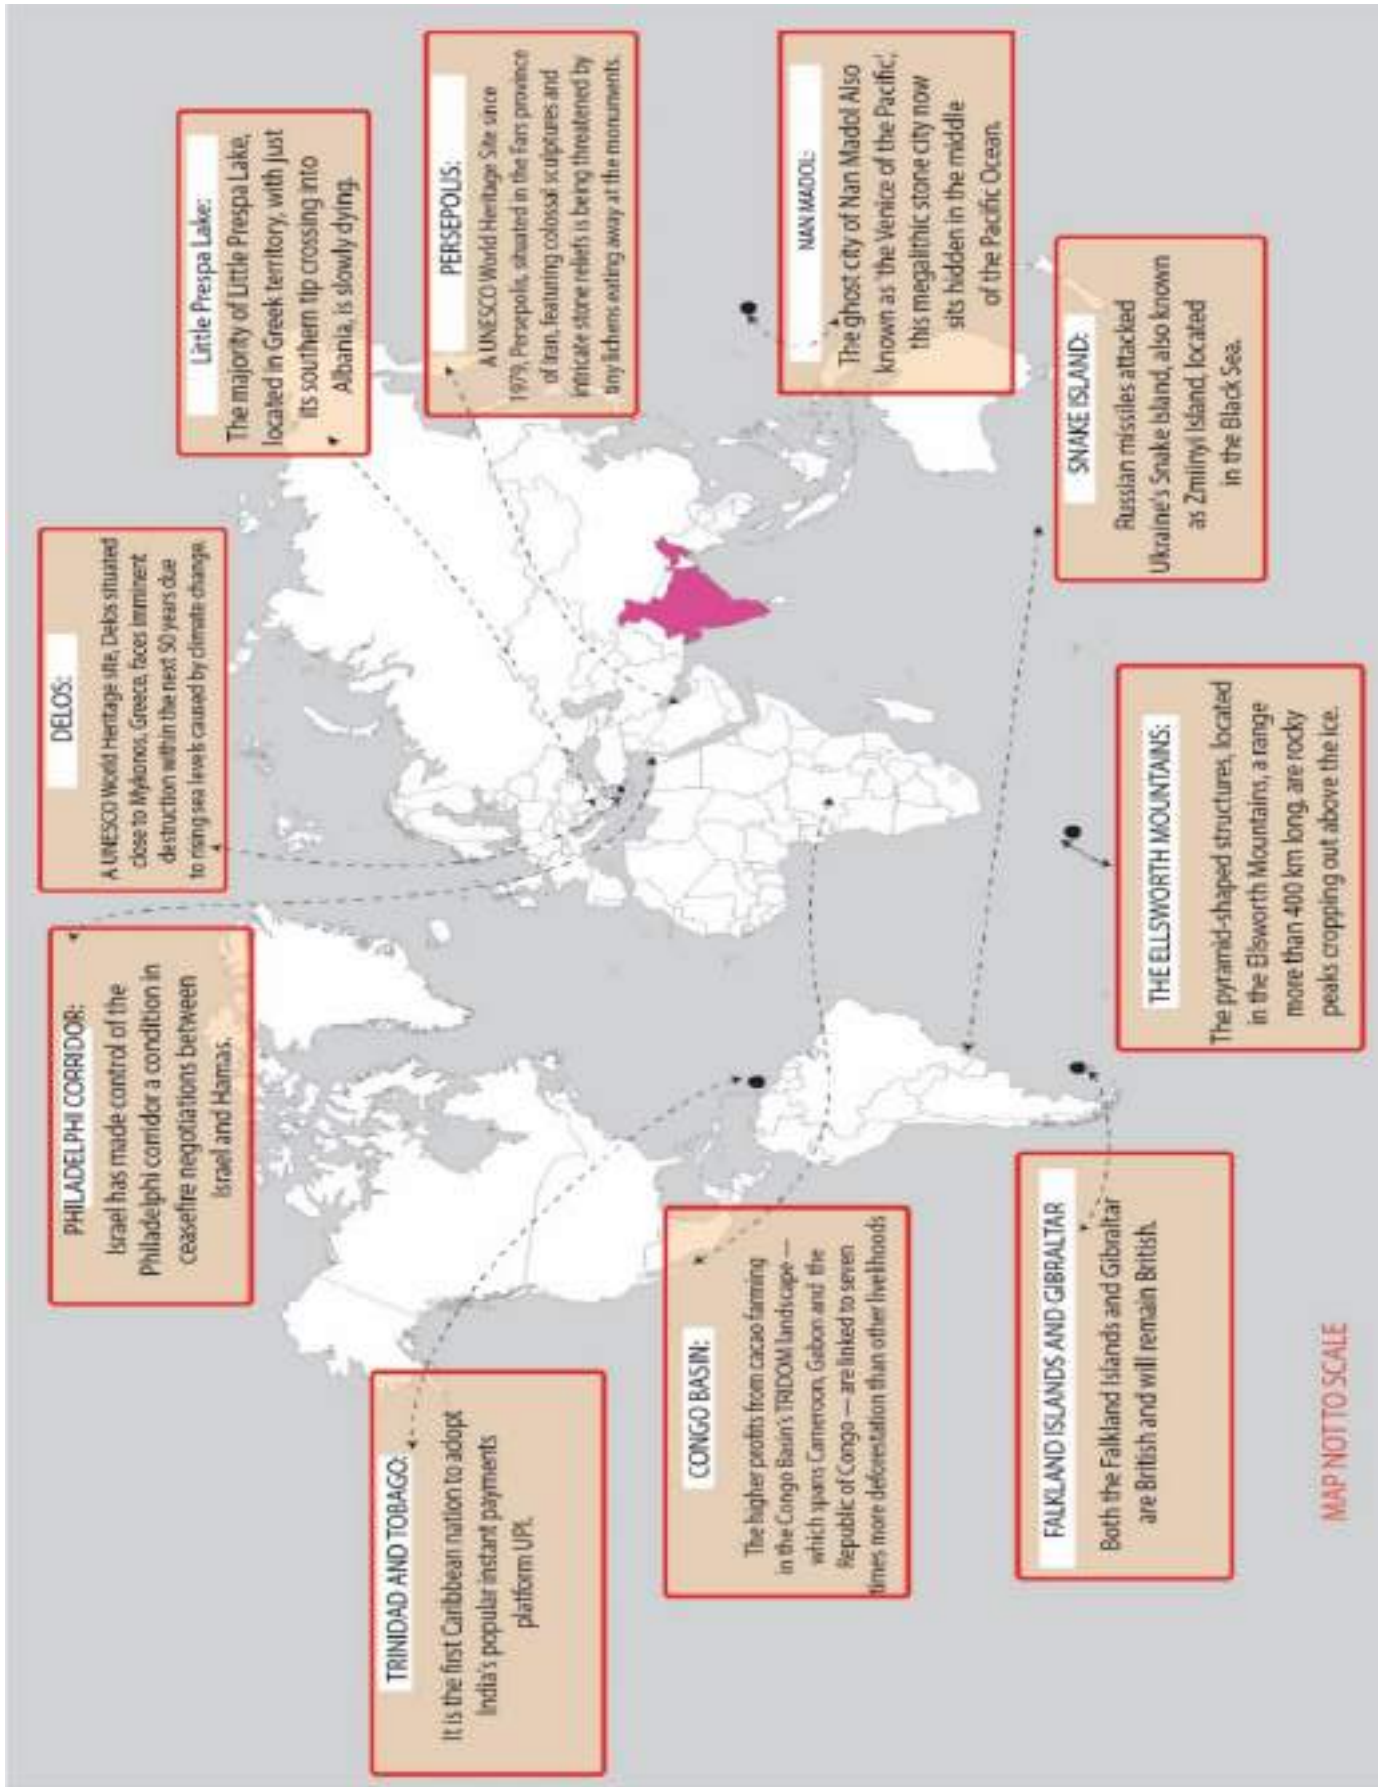 PHILADELPHI CORRIDOR:
Israel has made control of the
Philadelphi corridor a condition in
ceasefire negotiations between
Israel and Hamas.
DELOS:
A UNESCO World Heritage site, Delos situated
close to Mykonos, Greece, faces imminent
destruction within the next 50 years due
to rising sea levels caused by climate change.
Little Prespa Lake:
The majority of Little Prespa Lake,
located in Greek territory, with just
its southern tip crossing into
Albania, is slowly dying.
TRINIDAD AND TOBAGO:
It is the first Caribbean nation to adopt
India's popular instant payments
platform UPI.
PERSEPOLIS:
A UNESCO World Heritage Site since
1979, Persepolis, situated in the Fars province
of Iran, featuring colossal sculptures and
intricate stone reliefs is being threatened by
tiny lichens eating away at the monuments.
CONGO BASIN:
The higher profits from cacao farming
in the Congo Basin's TRIDOM landscape —
which spans Cameroon, Gabon and the
Republic of Congo — are linked to seven
times more deforestation than other livelihoods
NAN MADOL:
The ghost city of Nan Madol Also
known as 'the Venice of the Pacific',
this megalithic stone city now
sits hidden in the middle
of the Pacific Ocean.
FALKLAND ISLANDS AND GIBRALTAR
Both the Falkland Islands and Gibraltar
are British and will remain British.
THE ELLSWORTH MOUNTAINS:
The pyramid-shaped structures, located
in the Ellsworth Mountains, a range
more than 400 km long, are rocky
peaks cropping out above the ice.
SNAKE ISLAND:
Russian missiles attacked
Ukraine's Snake Island, also known
as Zmiinyi Island, located
in the Black Sea.
MAP NOT TO SCALE